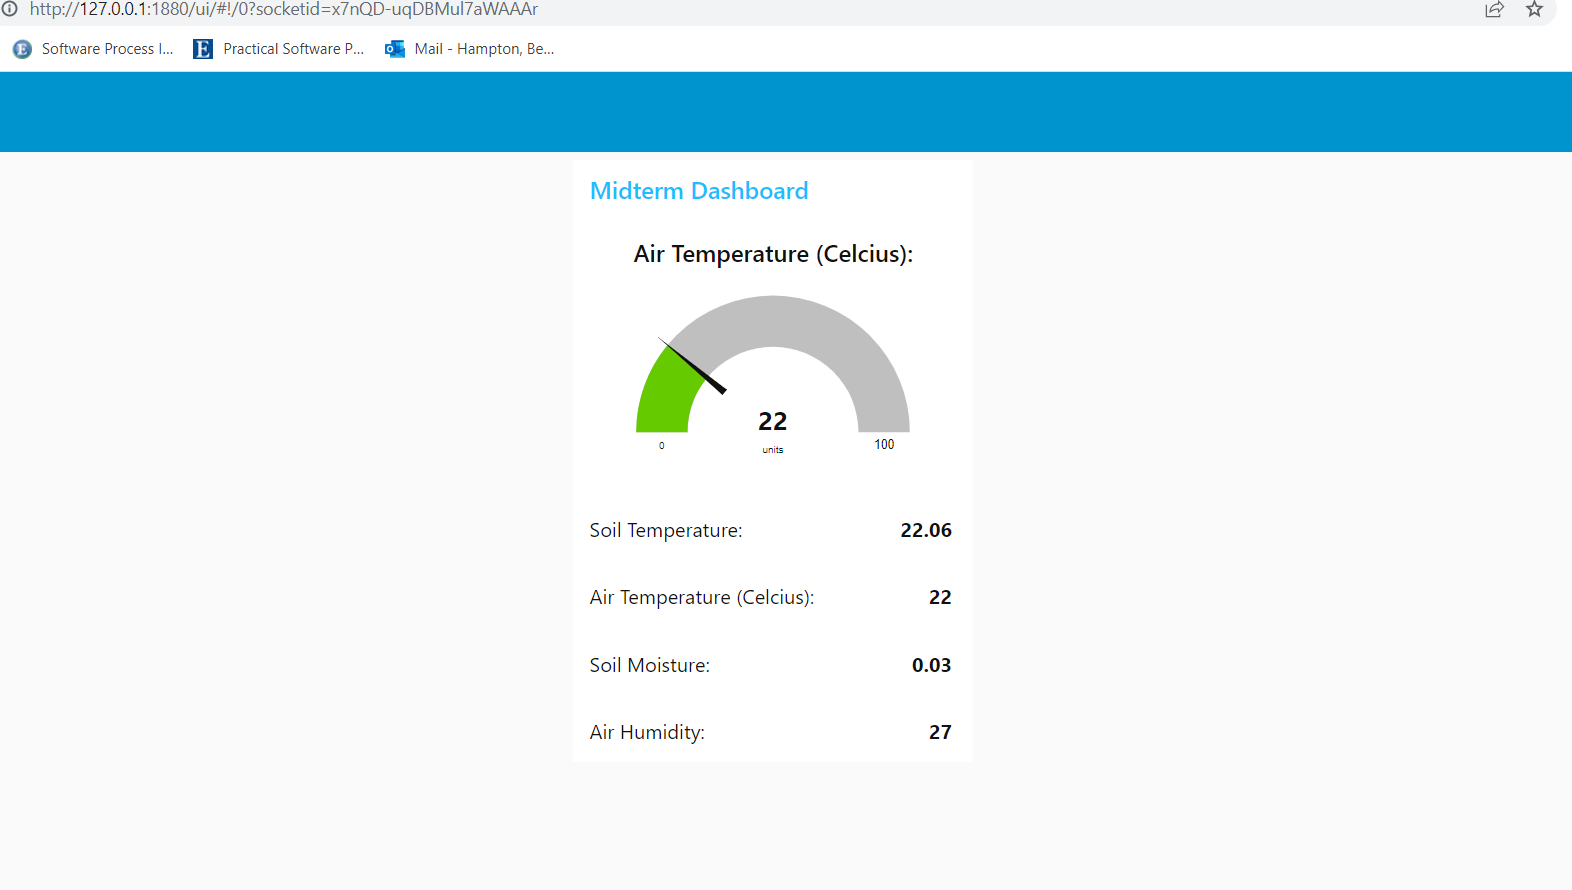 http://127.0.0.1:1880/ui/#!/0?socketid=x7nQD-uqDBMul7aWAAAr
Software Process I... Practical Software P... Mail - Hampton, Be...
Midterm Dashboard
Air Temperature (Celcius):
22
0 units 100
Soil Temperature: 22.06
Air Temperature (Celcius): 22
Soil Moisture: 0.03
Air Humidity: 27